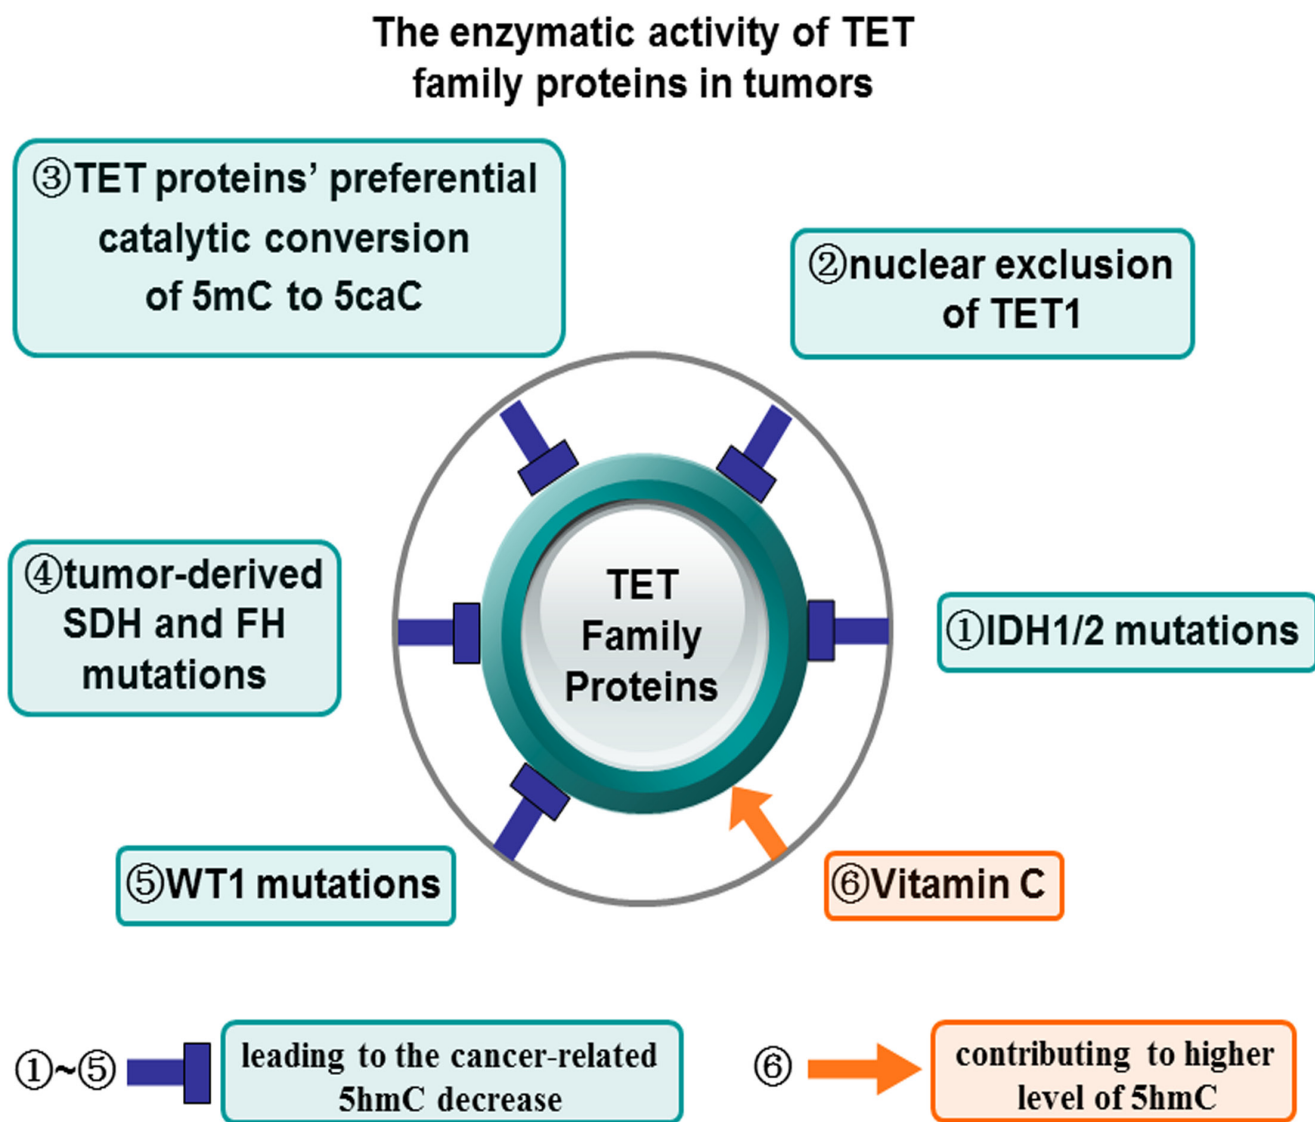 The enzymatic activity of TET
family proteins in tumors
③TET proteins’ preferential
catalytic conversion
of 5mC to 5caC
②nuclear exclusion
of TET1
④tumor-derived
SDH and FH
mutations
TET
Family
Proteins
①IDH1/2 mutations
⑤WT1 mutations
⑥Vitamin C
①~⑤
leading to the cancer-related
5hmC decrease
⑥
contributing to higher
level of 5hmC